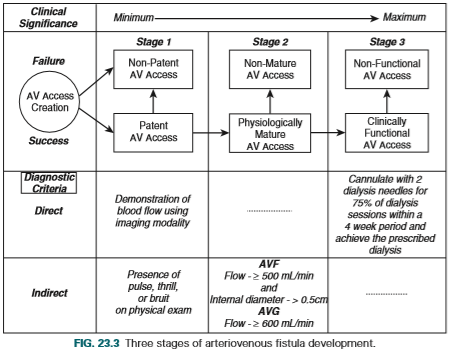 Clinical
Significance
Minimum
Maximum
Stage 1
Stage 2
Stage 3
Failure
Non-Patent
AV Access
Non-Mature
AV Access
Non-Functional
AV Access
AV Access
Creation
Success
Patent
AV Access
Physiologically
Mature
AV Access
Clinically
Functional
AV Access
Diagnostic
Criteria
Direct
Demonstration of
blood flow using
imaging modality
....................
Cannulate with 2
dialysis needles for
75% of dialysis
sessions within a
4 week period and
achieve the prescribed
dialysis
Indirect
Presence of
pulse, thrill,
or bruit
on physical exam
AVF
Flow - ≥ 500 mL/min
and
Internal diameter - > 0.5cm
AVG
Flow - ≥ 600 mL/min
....................
FIG. 23.3 Three stages of arteriovenous fistula development.